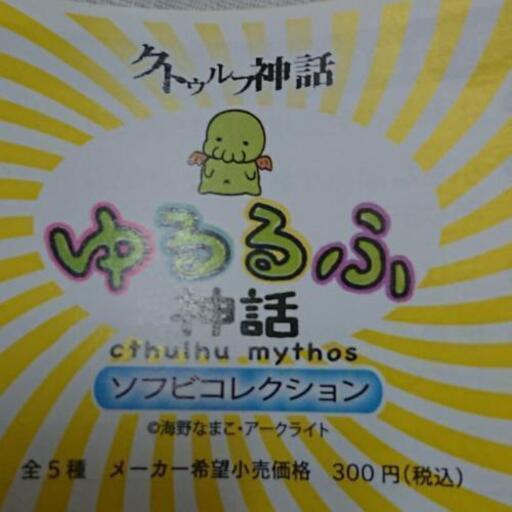 クトゥルフ神話
ゆるるふ
神話
cthulhu mythos
ソフビコレクション
©海野なまこ・アークライト
全5種 メーカー希望小売価格 300円(税込)